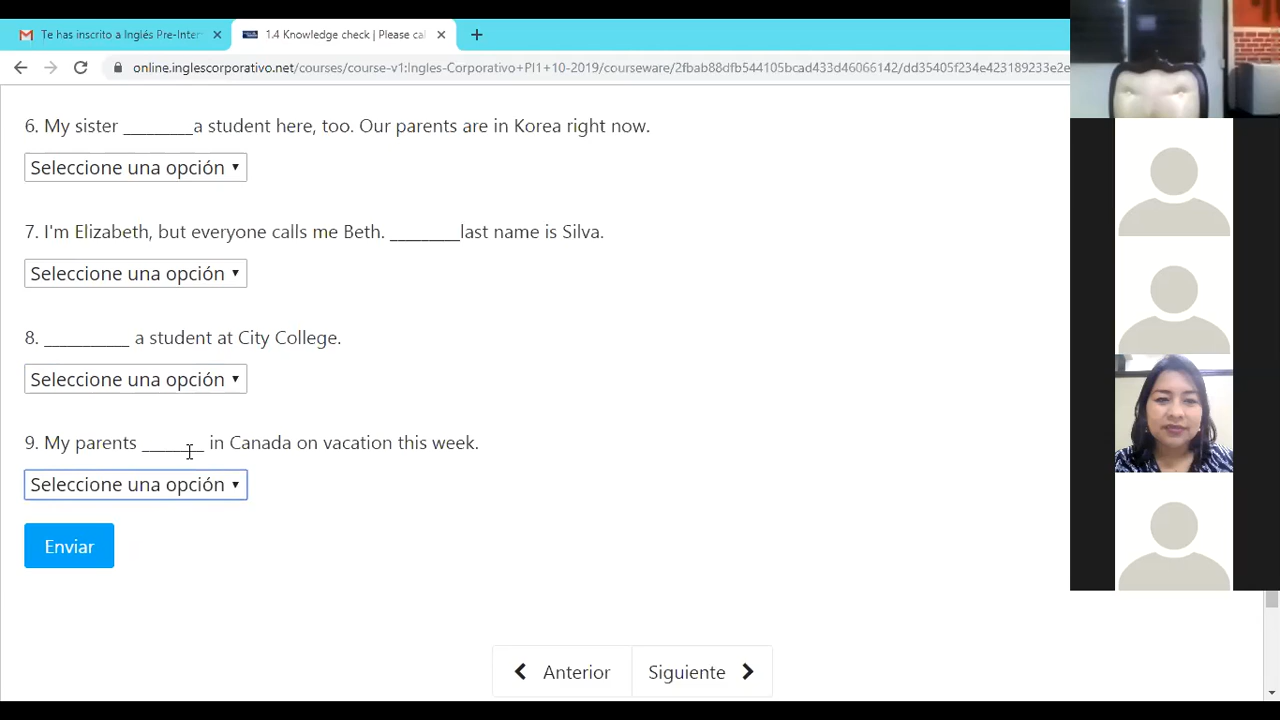 Te has inscrito a Inglés Pre-Inter
1.4 Knowledge check | Please cal
online.inglescorporativo.net/courses/course-v1:Ingles-Corporativo+PI1+10-2019/courseware/2fbab88dfb544105bcad433d46066142/dd35405f234e423189233e2e
6. My sister _________a student here, too. Our parents are in Korea right now.
Seleccione una opción
7. I'm Elizabeth, but everyone calls me Beth. _________last name is Silva.
Seleccione una opción
8. ___________ a student at City College.
Seleccione una opción
9. My parents ________ in Canada on vacation this week.
Seleccione una opción
Enviar
Anterior Siguiente